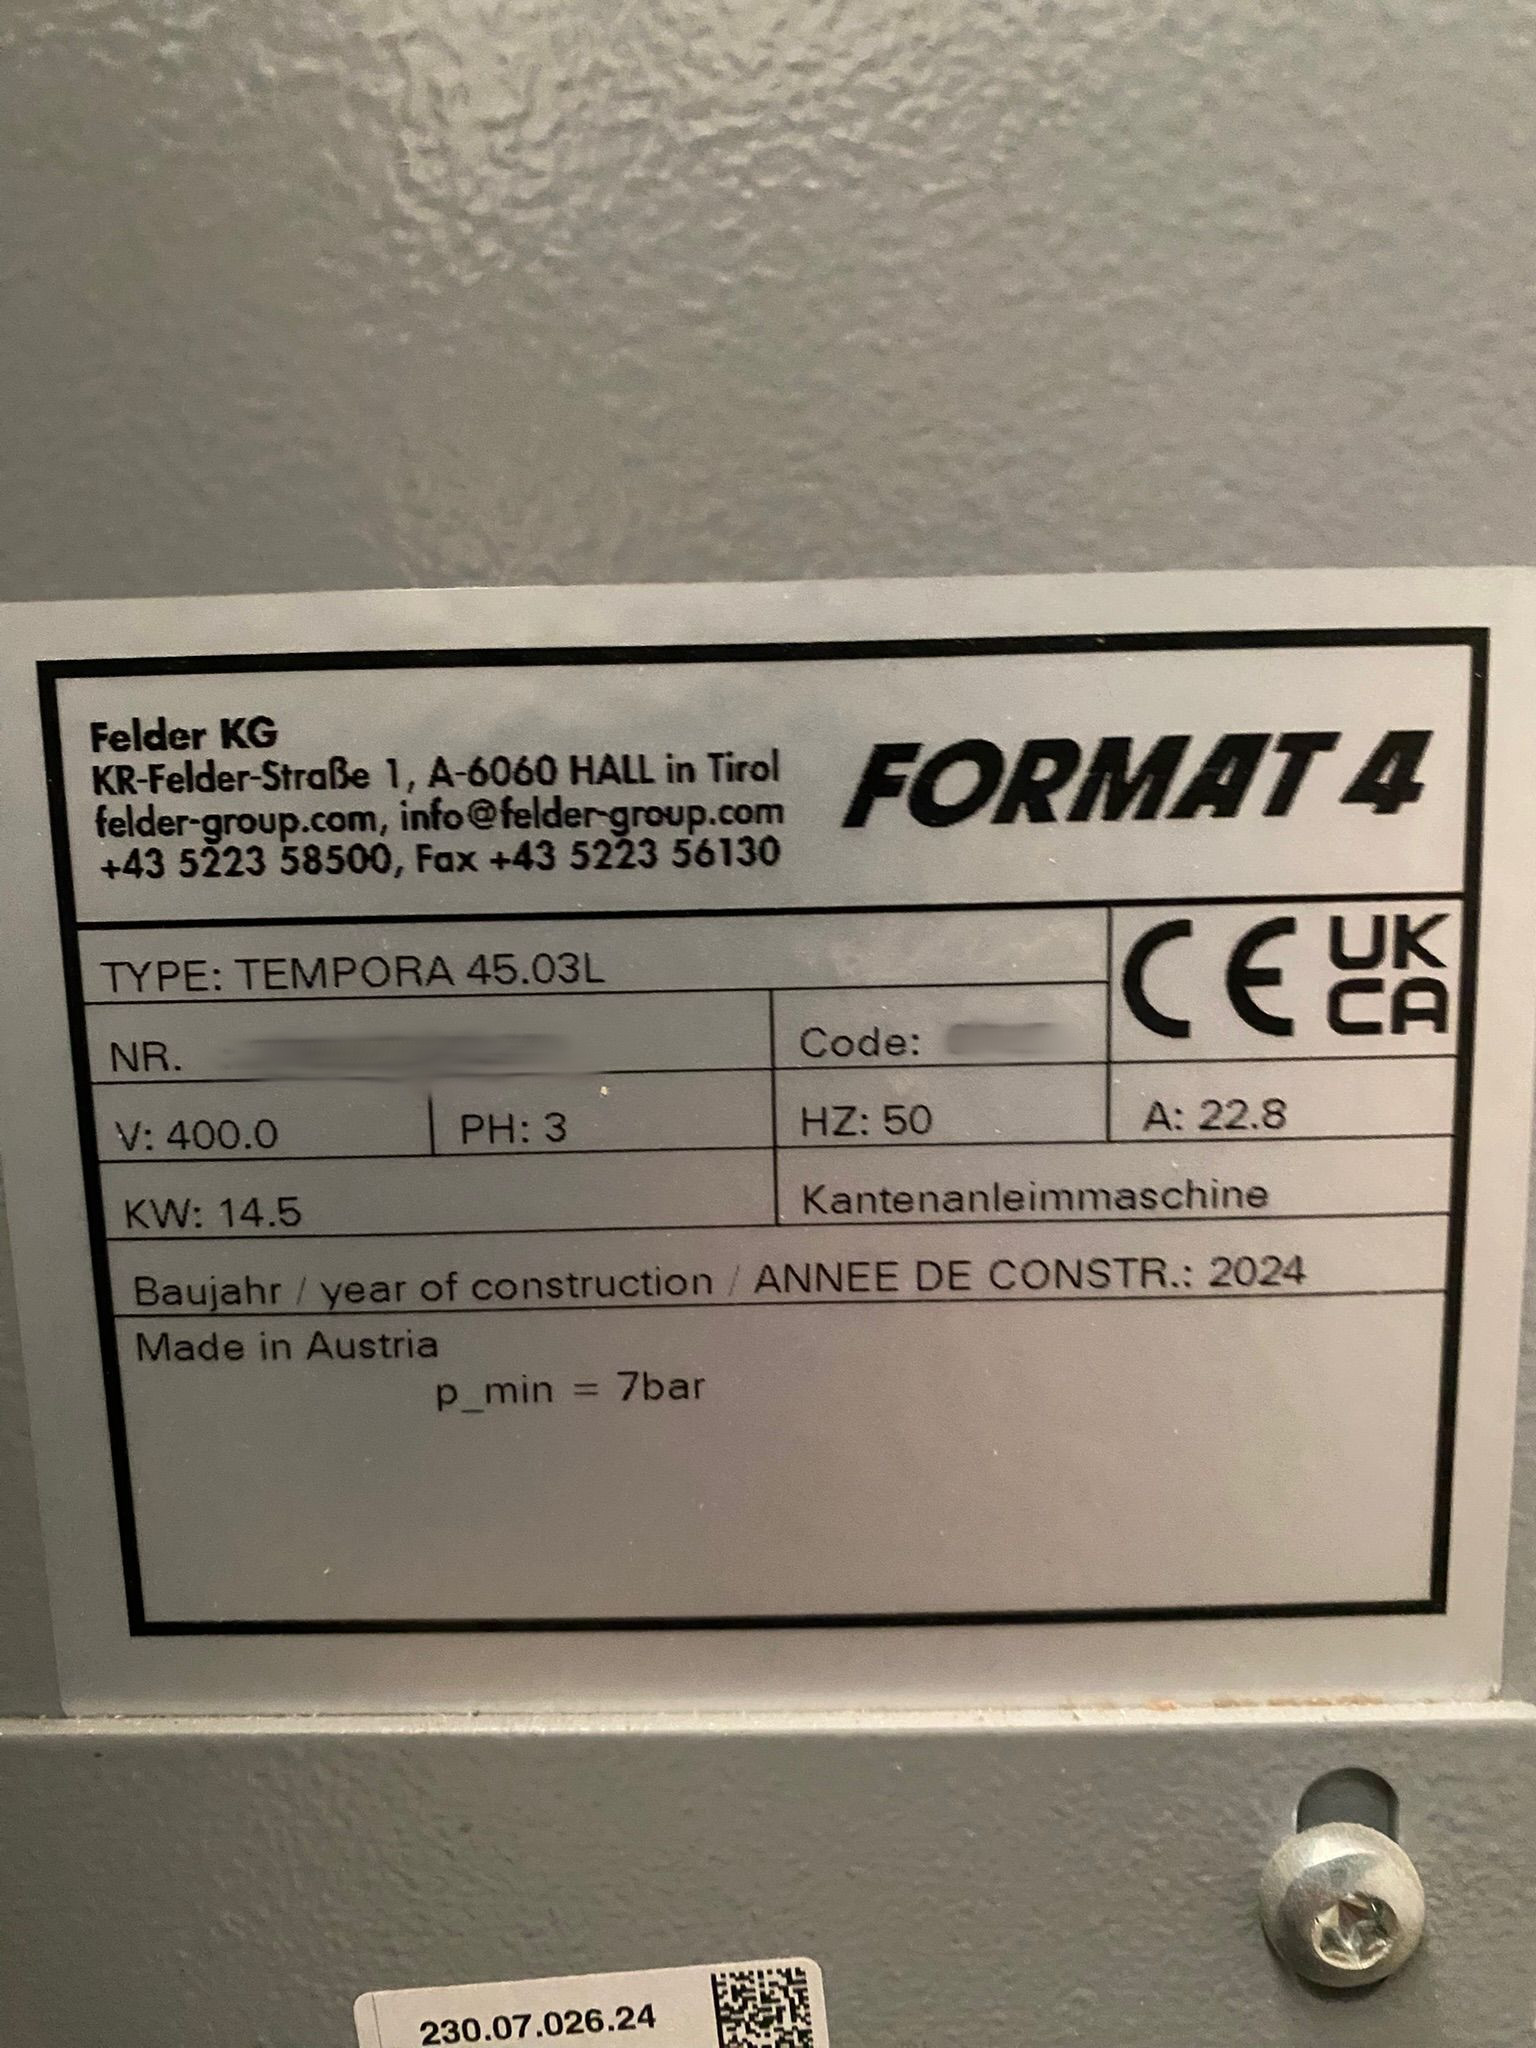 Felder KG
KR-Felder-Straße 1, A-6060 HALL in Tirol
felder-group.com, info@felder-group.com
+43 5223 58500, Fax +43 5223 56130
FORMAT 4
TYPE: TEMPORA 45.03L
CE UK
CA
NR.
Code:
V: 400.0 PH: 3 HZ: 50 A: 22.8
KW: 14.5 Kantenanleimmaschine
Baujahr / year of construction / ANNEE DE CONSTR.: 2024
Made in Austria
p_min = 7bar
230.07.026.24